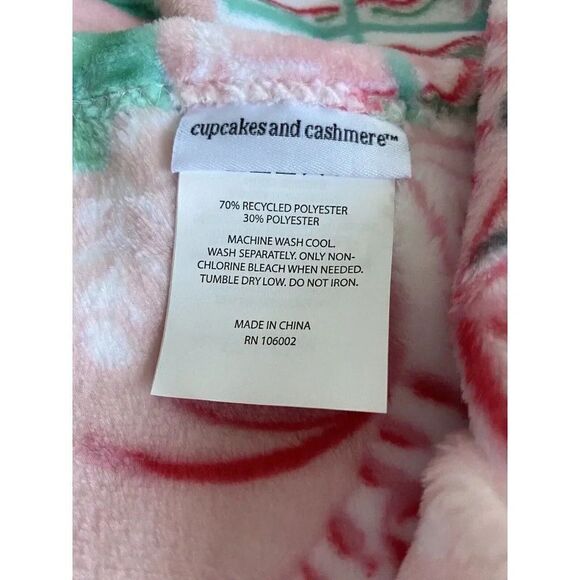 cupcakes and cashmere™
70% RECYCLED POLYESTER
30% POLYESTER
MACHINE WASH COOL.
WASH SEPARATELY. ONLY NON-
CHLORINE BLEACH WHEN NEEDED.
TUMBLE DRY LOW. DO NOT IRON.
MADE IN CHINA
RN 106002